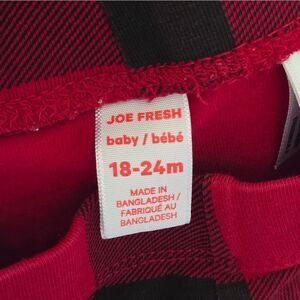 JOE FRESH
baby / bébé
18-24m
MADE IN
BANGLADESH /
FABRIQUÉ AU
BANGLADESH